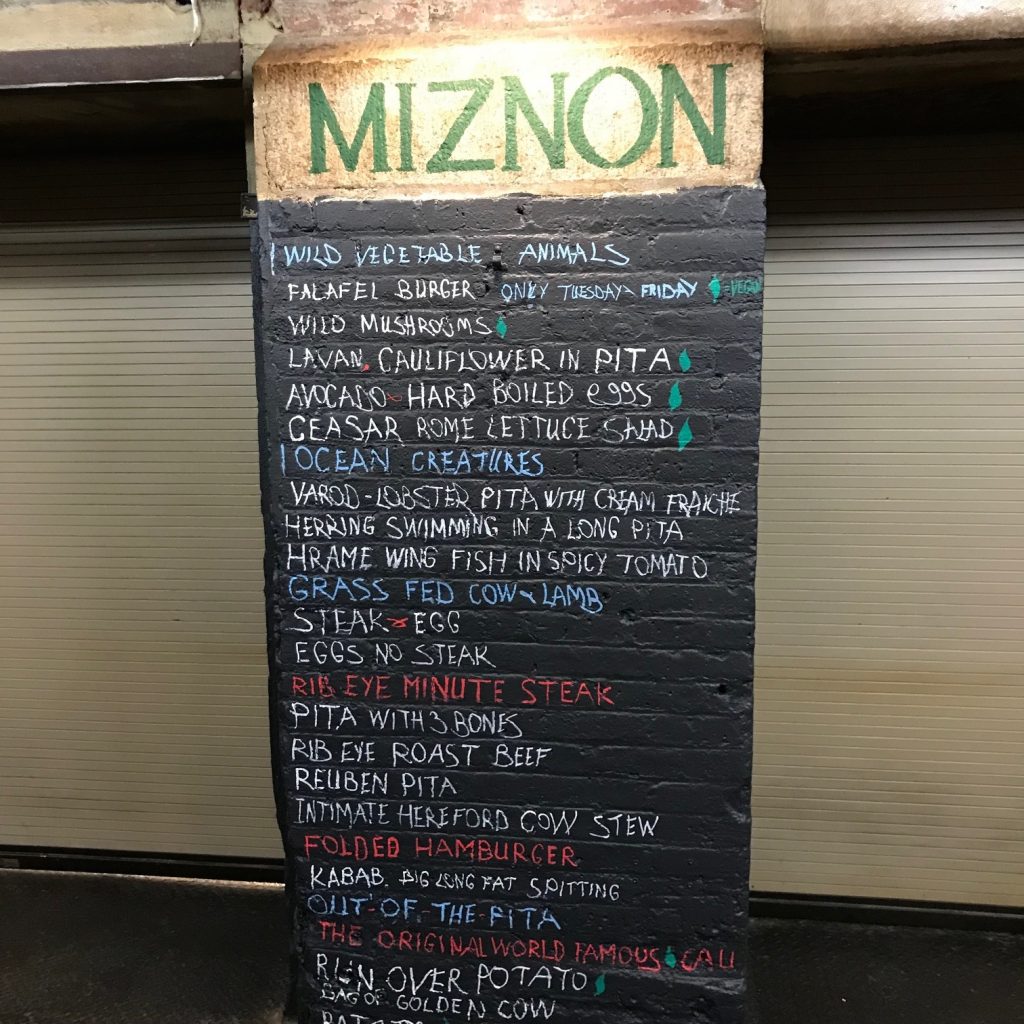 MIZNON
WILD VEGETABLE & ANIMALS
FALAFEL BURGER ONLY TUESDAY & FRIDAY = VEGO
WILD MUSHROOMS
LAVAN, CAULIFLOWER IN PITA
AVOCADO & HARD BOILED eggs
CEASAR ROME LETTUCE SALAD
OCEAN CREATURES
VAROD-LOBSTER PITA WITH CREAM FRAICHE
HERRING SWIMMING IN A LONG PITA
HRAME WING FISH IN SPICY TOMATO
GRASS FED COW & LAMB
STEAK & EGG
EGGS NO STEAK
RIB EYE MINUTE STEAK
PITA WITH 3 BONES
RIB EYE ROAST BEEF
REUBEN PITA
INTIMATE HEREFORD COW STEW
FOLDED HAMBURGER
KABAB. BIG LONG FAT SPITTING
OUT-OF-THE-PITA
THE ORIGINAL WORLD FAMOUS CALI
RUN OVER POTATO
BAG OF GOLDEN COW